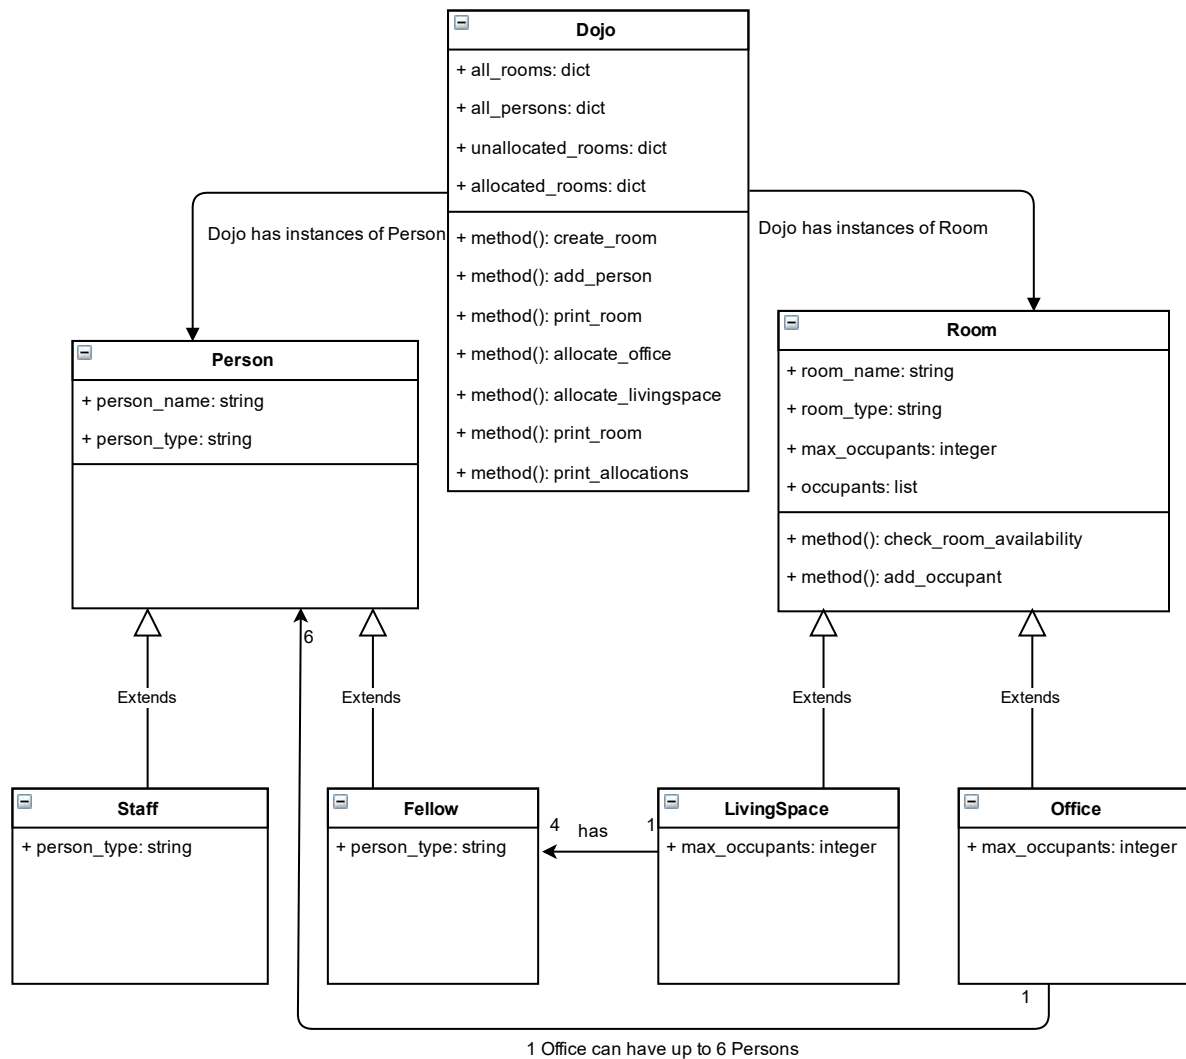 Dojo
+ all_rooms: dict
+ all_persons: dict
+ unallocated_rooms: dict
+ allocated_rooms: dict
+ method(): create_room
+ method(): add_person
+ method(): print_room
+ method(): allocate_office
+ method(): allocate_livingspace
+ method(): print_room
+ method(): print_allocations
Dojo has instances of Person
Dojo has instances of Room
Person
+ person_name: string
+ person_type: string
Room
+ room_name: string
+ room_type: string
+ max_occupants: integer
+ occupants: list
+ method(): check_room_availability
+ method(): add_occupant
6
Extends
Extends
Extends
Extends
Staff
+ person_type: string
Fellow
+ person_type: string
4
has
1
LivingSpace
+ max_occupants: integer
Office
+ max_occupants: integer
1
1 Office can have up to 6 Persons